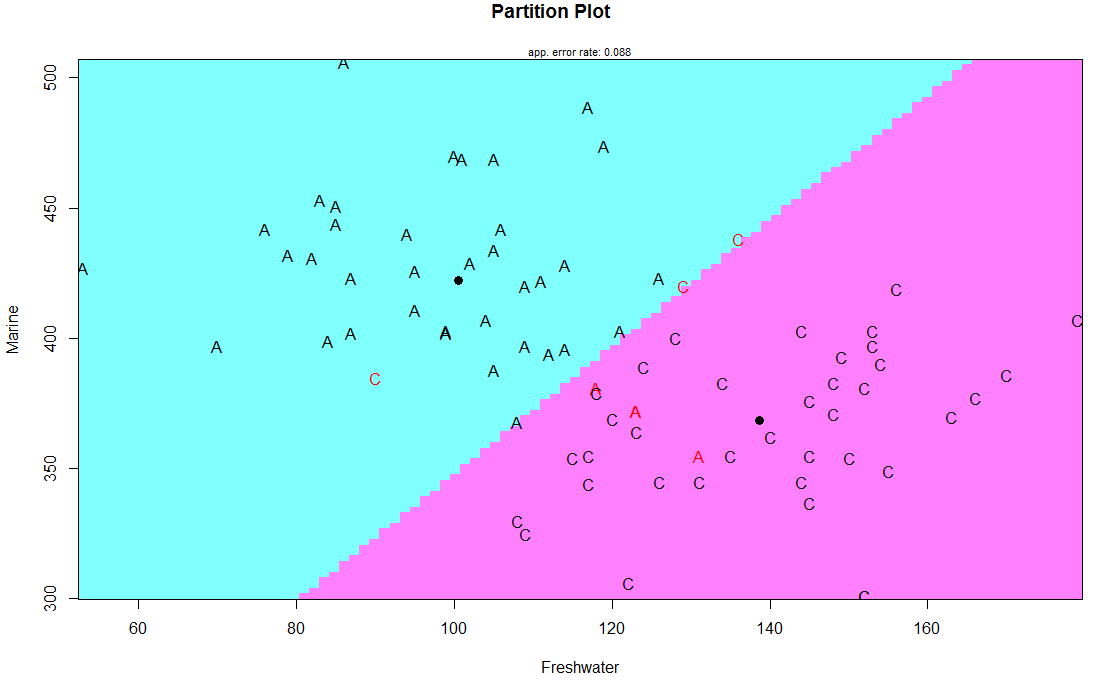 Partition Plot
app. error rate: 0.088
Marine
500
450
400
350
300
A
A
A
A A A
A A
A A A
A A A A
A A A A
A A A
A A A A
A A A
A A A A A
A A
C C C
C C C
C C C
C C C
C C C
A C
A C
C C
A C
C C C
C C C
C C C
C C C
C C C
C C C
C C
C C
C C
60 80 100 120 140 160
Freshwater